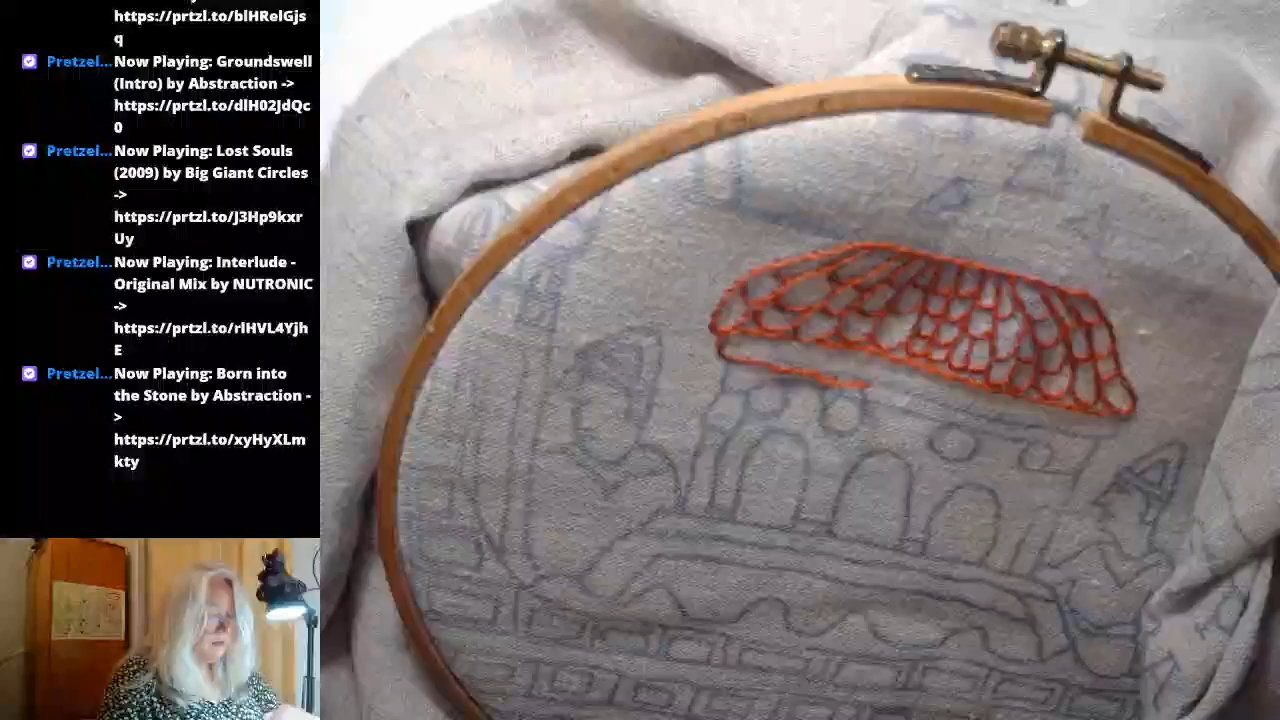 https://prtzl.to/blHRelGjs
q
Pretzel... Now Playing: Groundswell
(Intro) by Abstraction ->
https://prtzl.to/dlH02JdQc
0
Pretzel... Now Playing: Lost Souls
(2009) by Big Giant Circles
->
https://prtzl.to/J3Hp9kxr
Uy
Pretzel... Now Playing: Interlude -
Original Mix by NUTRONIC
->
https://prtzl.to/rlHVL4Yjh
E
Pretzel... Now Playing: Born into
the Stone by Abstraction -
>
https://prtzl.to/xyHyXLm
kty